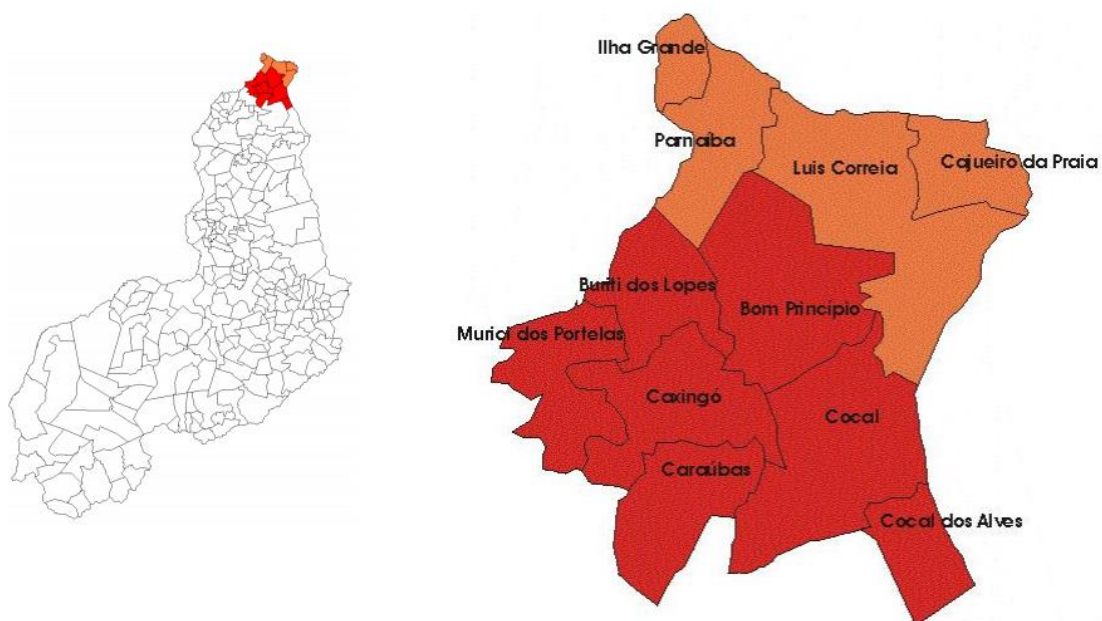 Ilha Grande
Parnaíba
Luis Correia
Cajueiro da Praia
Buriti dos Lopes
Bom Principio
Murici dos Portelas
Caxingó
Cocal
Caraúbas
Cocal dos Alves